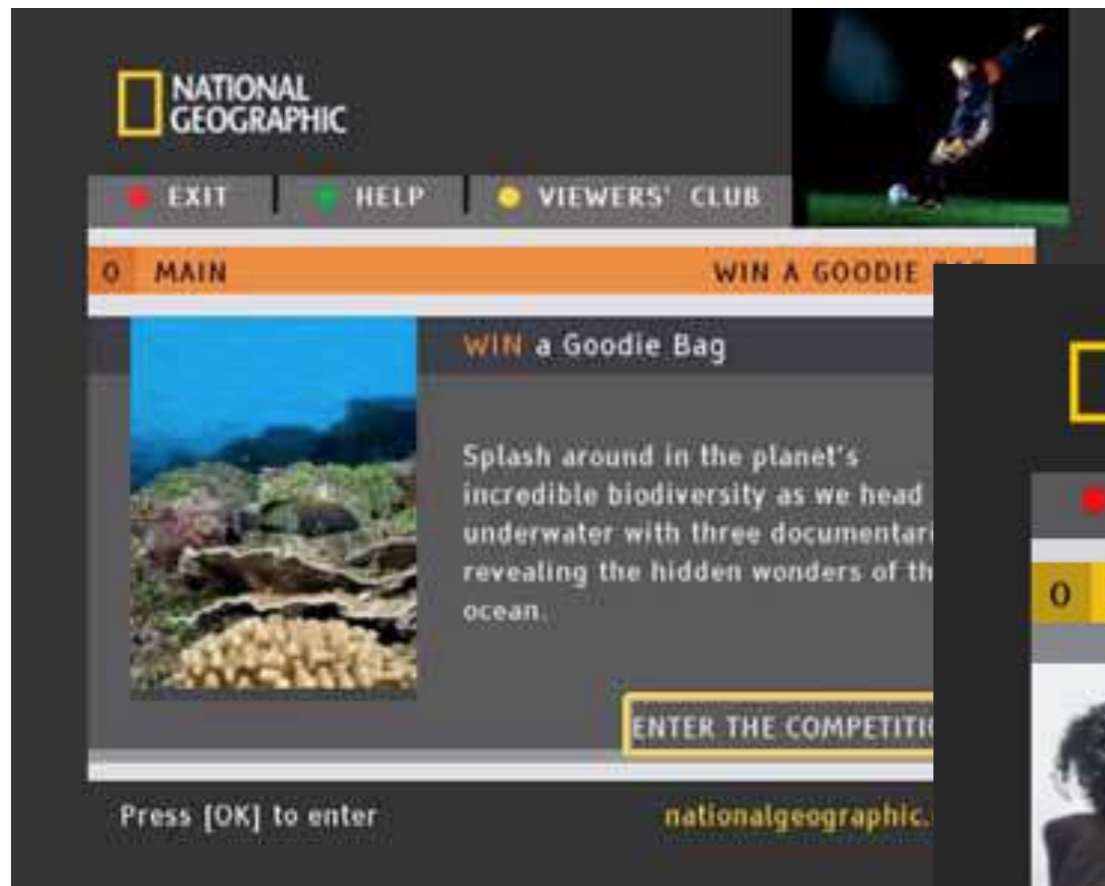 NATIONAL
GEOGRAPHIC
EXIT HELP VIEWERS' CLUB
0 MAIN WIN A GOODIE
WIN a Goodie Bag
Splash around in the planet's
incredible biodiversity as we head
underwater with three documentari
revealing the hidden wonders of th
ocean.
ENTER THE COMPETITI
Press [OK] to enter nationalgeographic.
0